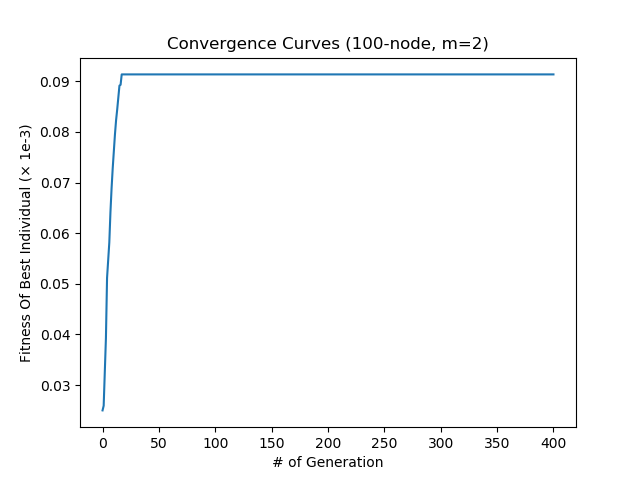 Convergence Curves (100-node, m=2)
Fitness Of Best Individual (× 1e-3)
0.09
0.08
0.07
0.06
0.05
0.04
0.03
0 50 100 150 200 250 300 350 400
# of Generation